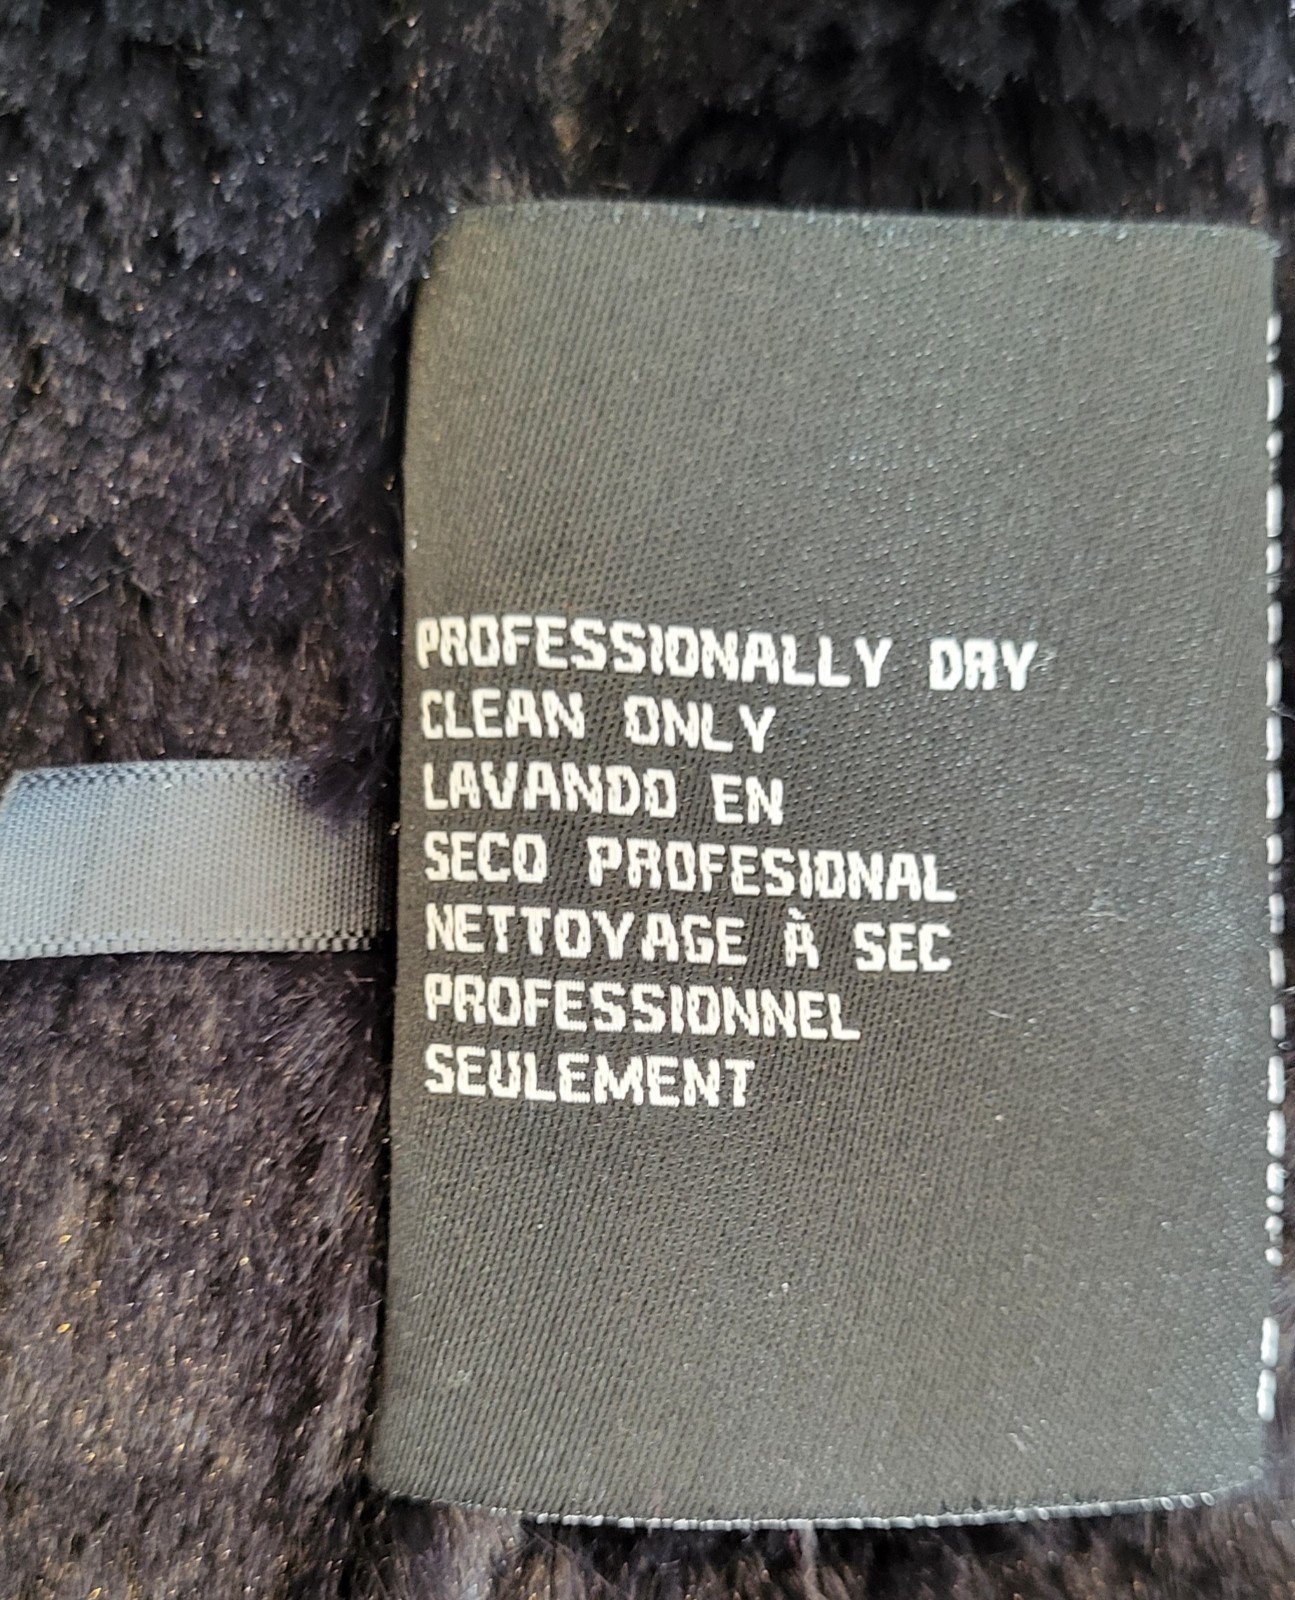 PROFESSIONALLY DRY
CLEAN ONLY
LAVANDO EN
SECO PROFESIONAL
NETTOYAGE À SEC
PROFESSIONNEL
SEULEMENT